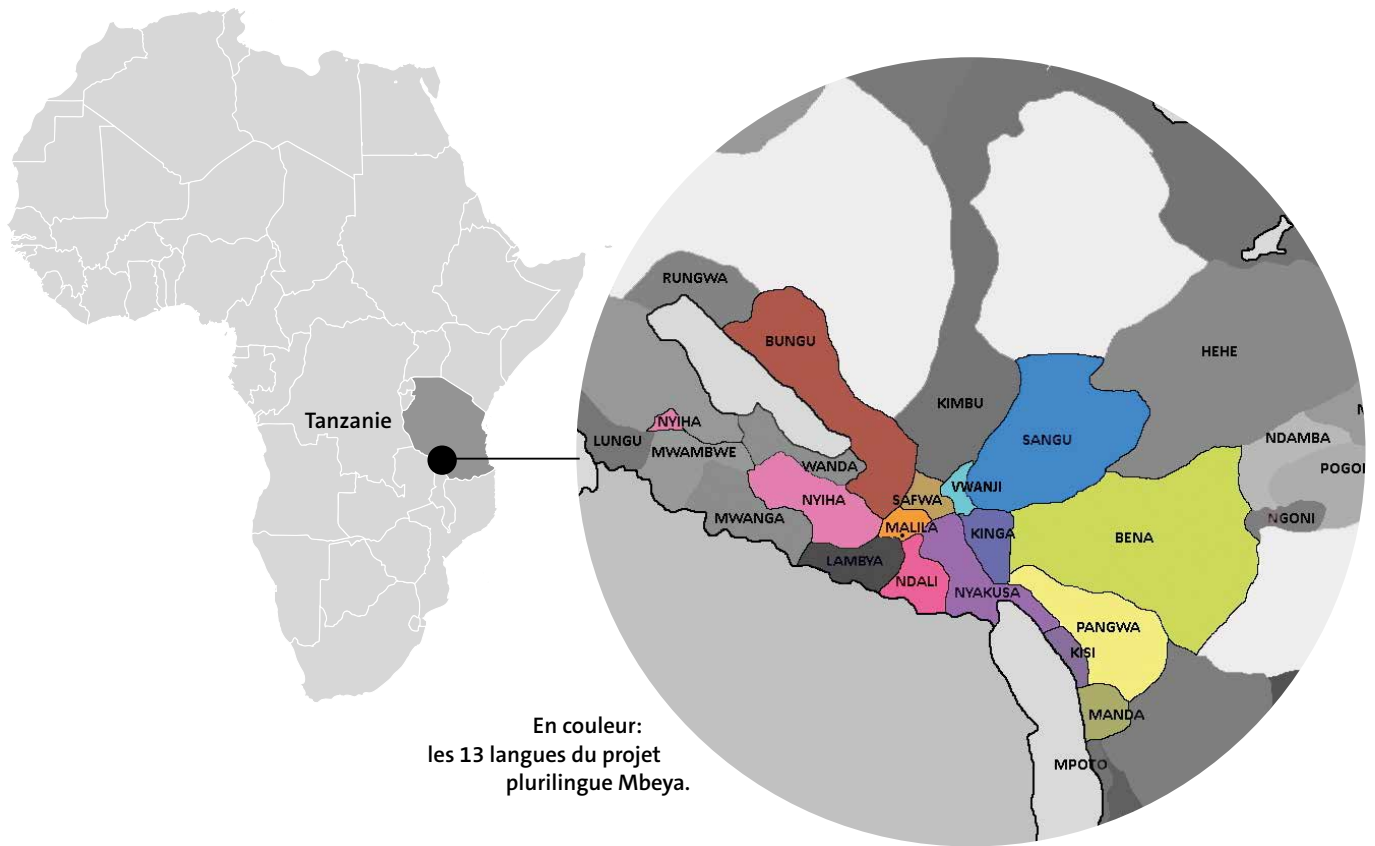 Tanzanie
RUNGWA
BUNGU
HEHE
KIMBU
NYIHA
LUNGU
MWAMBWE
SANGU
NDAMBA
WANDA
NYIHA
SAFWA
VWANJI
MWANGA
MALILA
KINGA
BENA
NGONI
LAMBYA
NDALI
NYAKUSA
PANGWA
KISI
MANDA
MPOTO
En couleur:
les 13 langues du projet
plurilingue Mbeya.